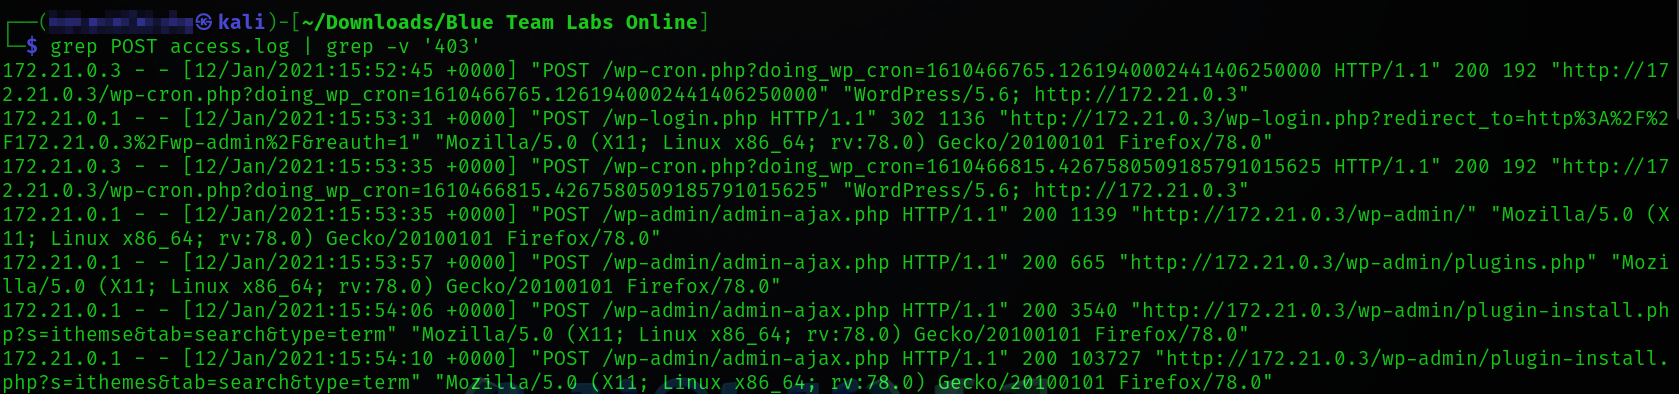 kali)-[~/Downloads/Blue Team Labs Online]
$ grep POST access.log | grep -v '403'
172.21.0.3 - - [12/Jan/2021:15:52:45 +0000] "POST /wp-cron.php?doing_wp_cron=1610466765.1261940002441406250000 HTTP/1.1" 200 192 "http://17
2.21.0.3/wp-cron.php?doing_wp_cron=1610466765.1261940002441406250000" "WordPress/5.6; http://172.21.0.3"
172.21.0.1 - - [12/Jan/2021:15:53:31 +0000] "POST /wp-login.php HTTP/1.1" 302 1136 "http://172.21.0.3/wp-login.php?redirect_to=http%3A%2F%2
F172.21.0.3%2Fwp-admin%2F&reauth=1" "Mozilla/5.0 (X11; Linux x86_64; rv:78.0) Gecko/20100101 Firefox/78.0"
172.21.0.3 - - [12/Jan/2021:15:53:35 +0000] "POST /wp-cron.php?doing_wp_cron=1610466815.4267580509185791015625 HTTP/1.1" 200 192 "http://17
2.21.0.3/wp-cron.php?doing_wp_cron=1610466815.4267580509185791015625" "WordPress/5.6; http://172.21.0.3"
172.21.0.1 - - [12/Jan/2021:15:53:35 +0000] "POST /wp-admin/admin-ajax.php HTTP/1.1" 200 1139 "http://172.21.0.3/wp-admin/" "Mozilla/5.0 (X
11; Linux x86_64; rv:78.0) Gecko/20100101 Firefox/78.0"
172.21.0.1 - - [12/Jan/2021:15:53:57 +0000] "POST /wp-admin/admin-ajax.php HTTP/1.1" 200 665 "http://172.21.0.3/wp-admin/plugins.php" "Mozi
lla/5.0 (X11; Linux x86_64; rv:78.0) Gecko/20100101 Firefox/78.0"
172.21.0.1 - - [12/Jan/2021:15:54:06 +0000] "POST /wp-admin/admin-ajax.php HTTP/1.1" 200 3540 "http://172.21.0.3/wp-admin/plugin-install.ph
p?s=ithemse&tab=search&type=term" "Mozilla/5.0 (X11; Linux x86_64; rv:78.0) Gecko/20100101 Firefox/78.0"
172.21.0.1 - - [12/Jan/2021:15:54:10 +0000] "POST /wp-admin/admin-ajax.php HTTP/1.1" 200 103727 "http://172.21.0.3/wp-admin/plugin-install.
php?s=ithemes&tab=search&type=term" "Mozilla/5.0 (X11; Linux x86_64; rv:78.0) Gecko/20100101 Firefox/78.0"